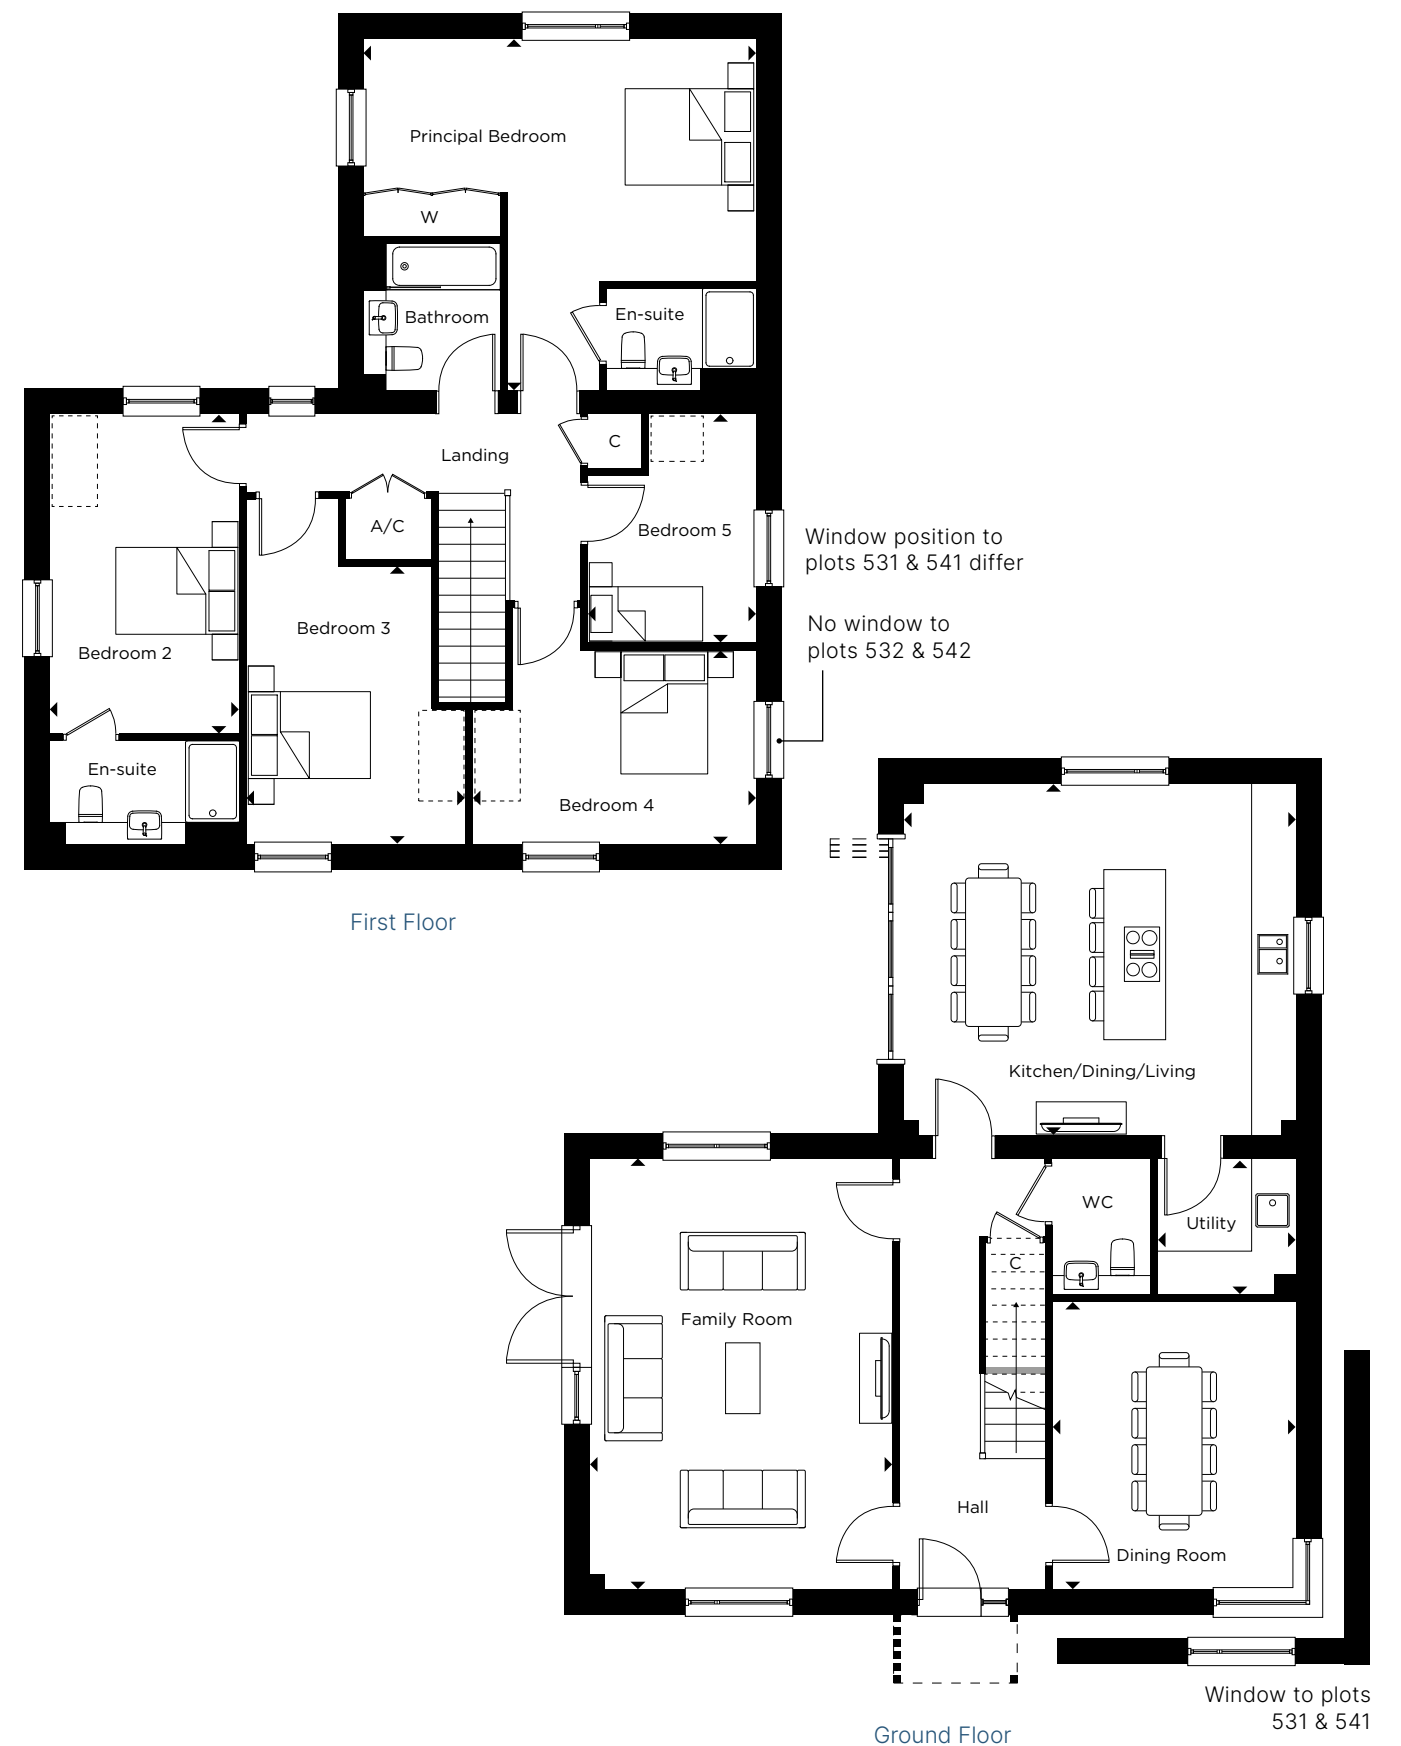 Principal Bedroom
W
Bathroom
En-suite
Landing
C
A/C
Bedroom 5
Window position to
plots 531 & 541 differ
Bedroom 3
No window to
plots 532 & 542
Bedroom 2
En-suite
Bedroom 4
First Floor
Kitchen/Dining/Living
WC
Utility
C
Family Room
Hall
Dining Room
Window to plots
531 & 541
Ground Floor